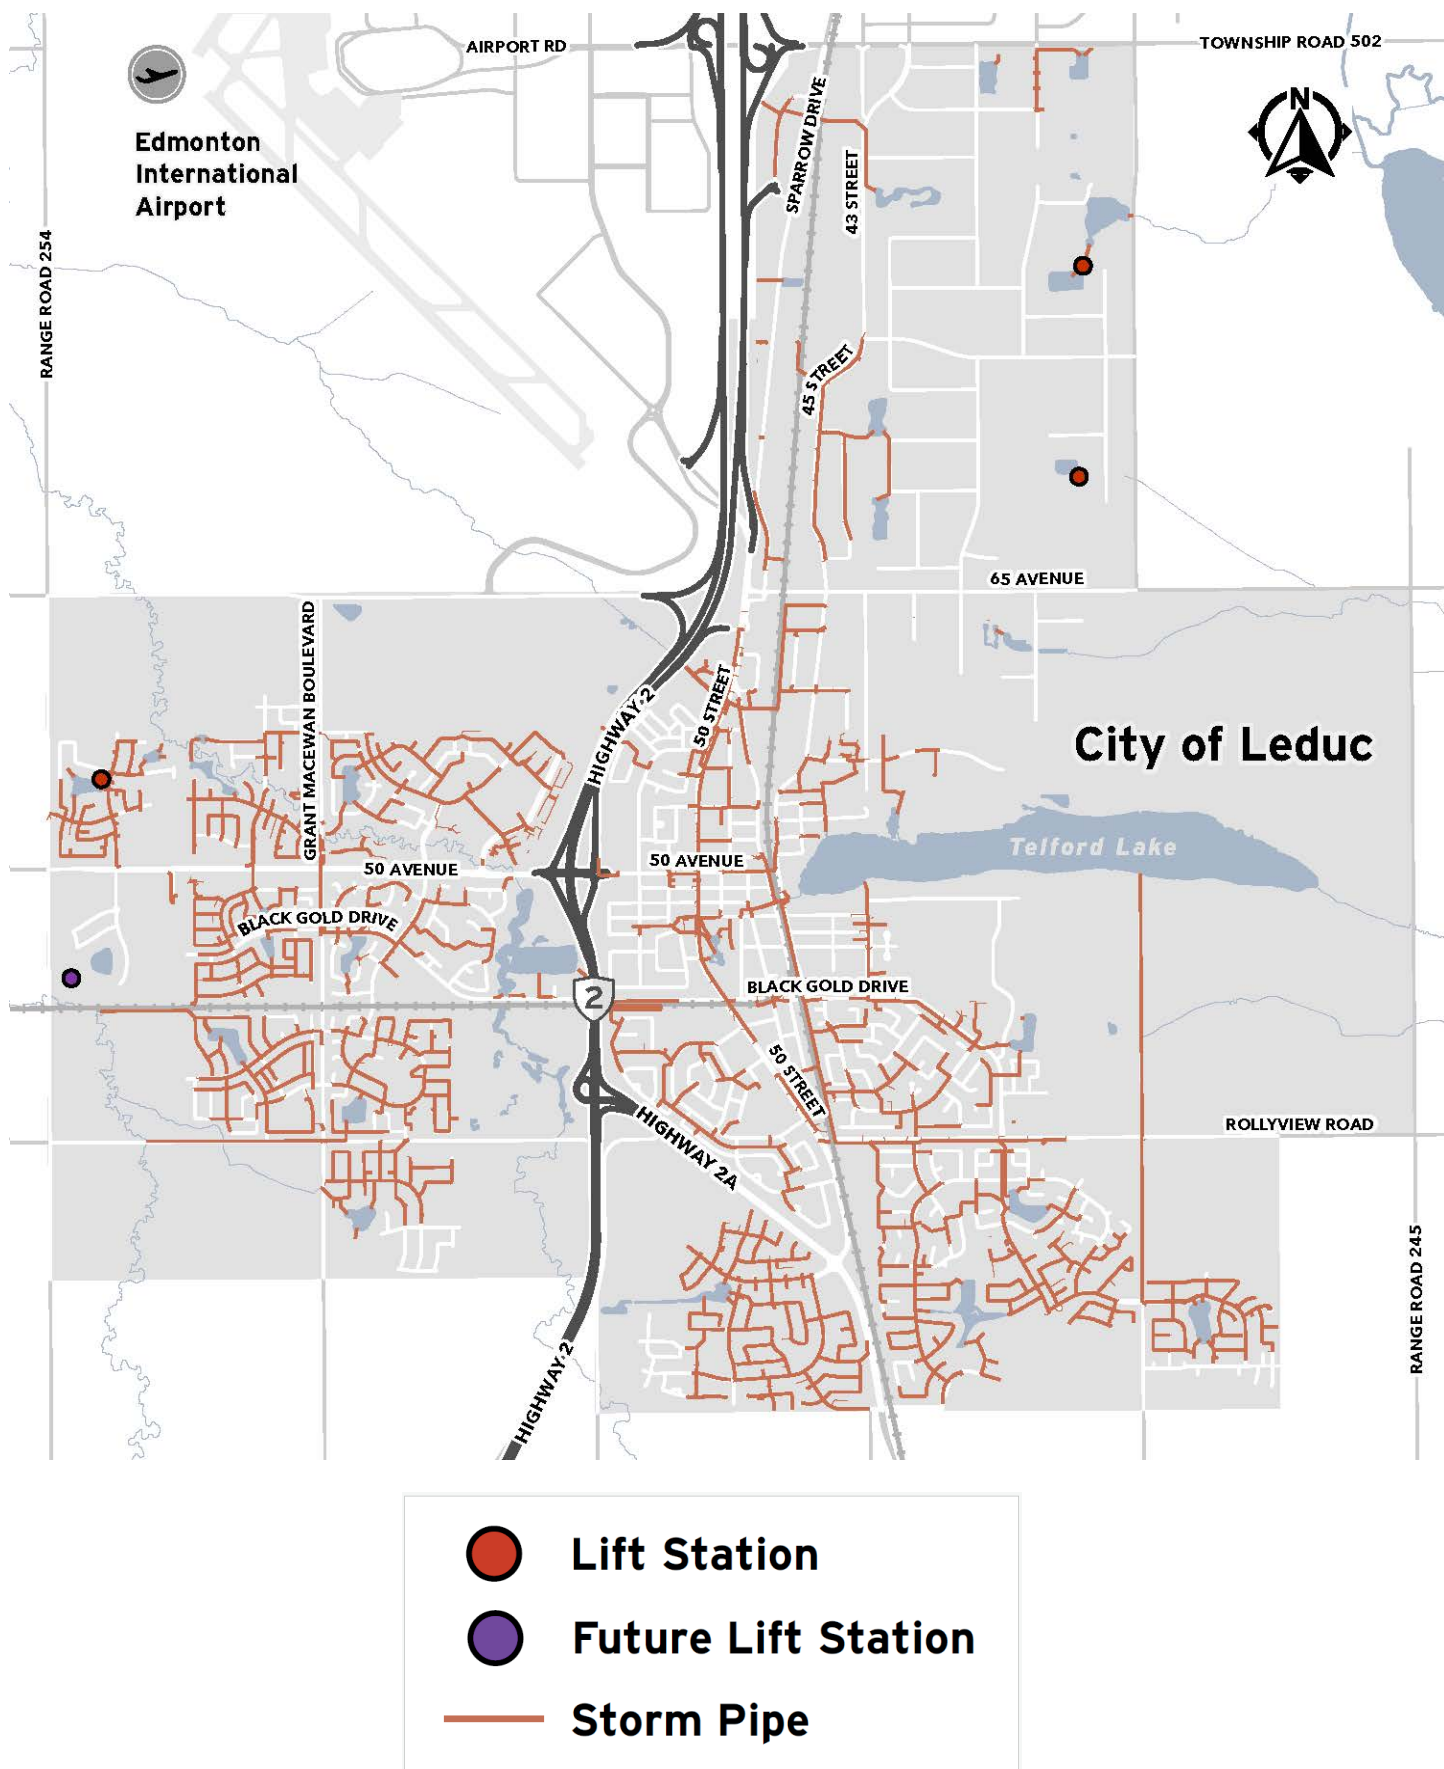 AIRPORT RD
TOWNSHIP ROAD 502
N
Edmonton
International
Airport
SPARROW DRIVE
43 STREET
RANGE ROAD 254
45 STREET
65 AVENUE
GRANT MACEWAN BOULEVARD
50 STREET
HIGHWAY 2
City of Leduc
Telford Lake
50 AVENUE
50 AVENUE
BLACK GOLD DRIVE
BLACK GOLD DRIVE
2
50 STREET
HIGHWAY 2A
ROLLYVIEW ROAD
RANGE ROAD 245
HIGHWAY 2
Lift Station
Future Lift Station
Storm Pipe